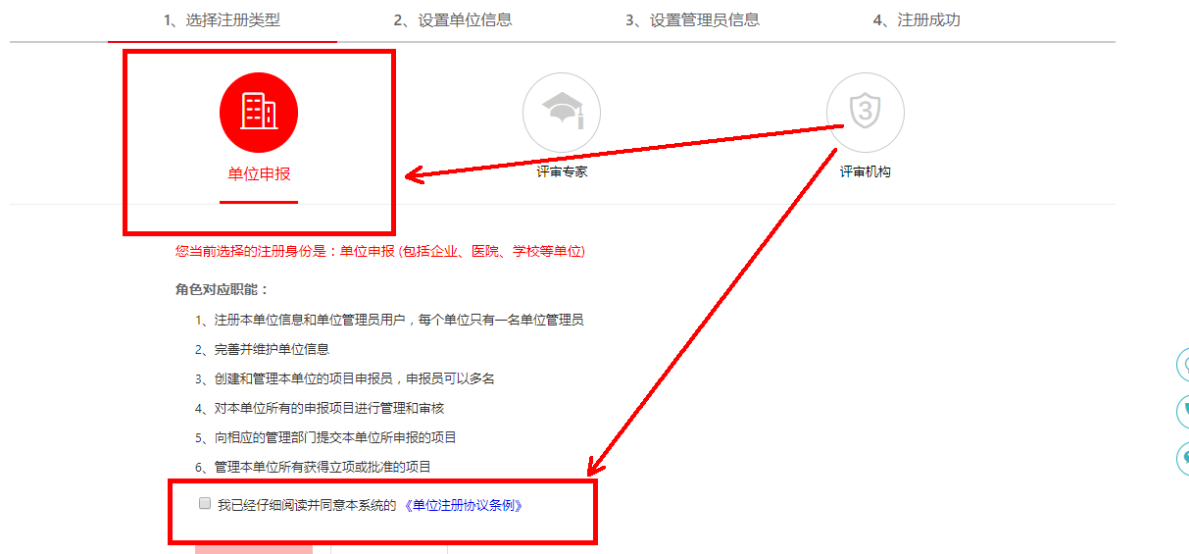 1、选择注册类型 2、设置单位信息 3、设置管理员信息 4、注册成功
3
单位申报 评审专家 评审机构
您当前选择的注册身份是：单位申报 (包括企业、医院、学校等单位)
角色对应职能：
1、注册本单位信息和单位管理员用户，每个单位只有一名单位管理员
2、完善并维护单位信息
3、创建和管理本单位的项目申报员，申报员可以多名
4、对本单位所有的申报项目进行管理和审核
5、向相应的管理部门提交本单位所申报的项目
6、管理本单位所有获得立项或批准的项目
我已经仔细阅读并同意本系统的 《单位注册协议条例》